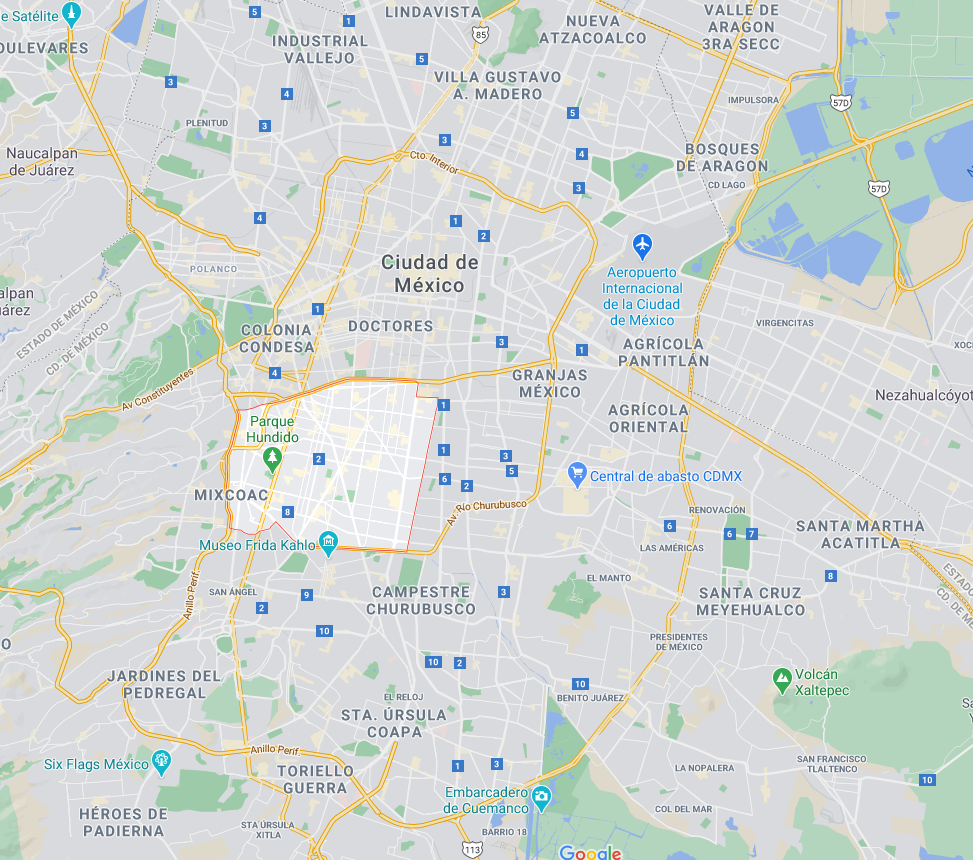 e Satélite
5
1
LINDAVISTA
85
NUEVA
ATZACOALCO
VALLE DE
ARAGON
3RA SECC
OULEVARES
INDUSTRIAL
VALLEJO
5
3
4
VILLA GUSTAVO
A. MADERO
5
IMPULSORA
57D
PLENITUD
3
3
Naucalpan
de Juárez
Cto. Interior
4
BOSQUES
DE ARAGON
CD LAGO
3
57D
4
1
2
POLANCO
Ciudad de
México
Aeropuerto
Internacional
de la Ciudad
de México
alpan
uárez
ESTADO DE MÉXICO
CD. DE MÉXICO
1
COLONIA
CONDESA
DOCTORES
VIRGENCITAS
3
1
AGRÍCOLA
PANTITLÁN
XOC
4
GRANJAS
MÉXICO
Av Constituyentes
Nezahualcóyot
1
AGRÍCOLA
ORIENTAL
Parque
Hundido
1
2
3
5
6
2
Central de abasto CDMX
MIXCOAC
8
Av. Río Churubusco
RENOVACIÓN
6
6
7
SANTA MARTHA
ACATITLA
Museo Frida Kahlo
LAS AMÉRICAS
ESTADO
CD. DE M
Anillo Perif.
SAN ÁNGEL
9
2
CAMPESTRE
CHURUBUSCO
3
EL MANTO
SANTA CRUZ
MEYEHUALCO
8
10
PRESIDENTES
DE MÉXICO
O
JARDINES DEL
PEDREGAL
10
2
10
Volcán
Xaltepec
EL RELOJ
BENITO JUÁREZ
STA. ÚRSULA
COAPA
Anillo Perif.
Six Flags México
TORIELLO
GUERRA
1
3
LA NOPALERA
SAN FRANCISCO
TLALTENCO
10
Embarcadero
de Cuemanco
HÉROES DE
PADIERNA
STA ÚRSULA
XITLA
BARRIO 18
COL DEL MAR
113
Google